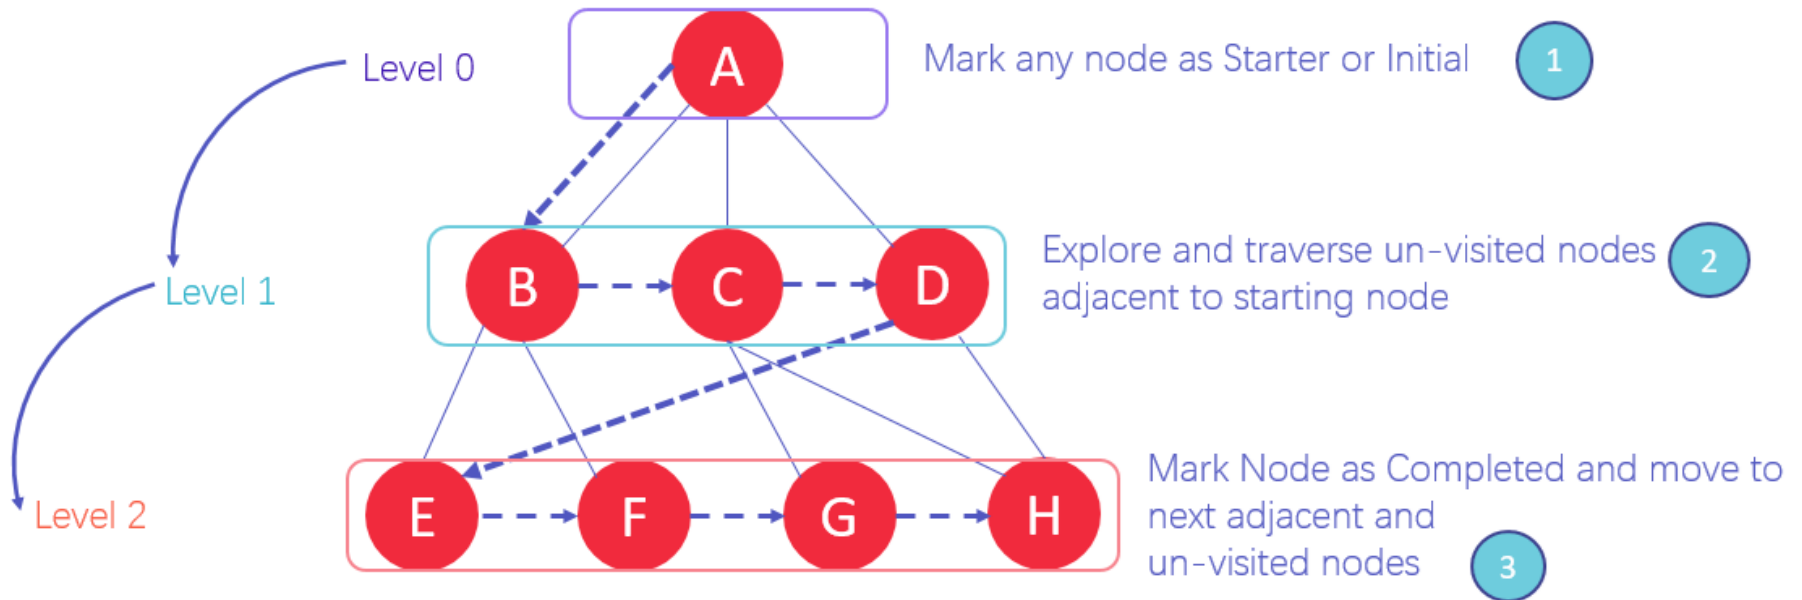 Level 0
A
Mark any node as Starter or Initial
1
Level 1
B
C
D
Explore and traverse un-visited nodes
adjacent to starting node
2
Level 2
E
F
G
H
Mark Node as Completed and move to
next adjacent and
un-visited nodes
3